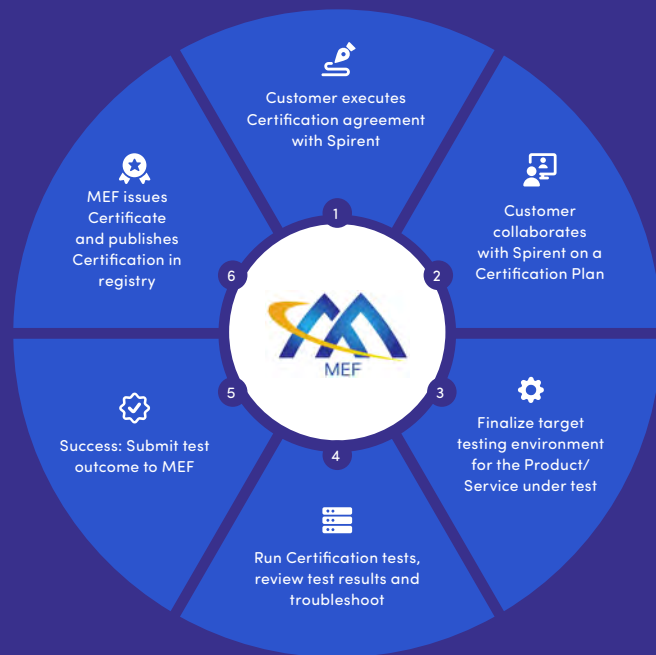 1
Customer executes
Certification agreement
with Spirent
2
Customer
collaborates
with Spirent on a
Certification Plan
3
Finalize target
testing environment
for the Product/
Service under test
4
Run Certification tests,
review test results and
troubleshoot
5
Success: Submit test
outcome to MEF
6
MEF issues
Certificate
and publishes
Certification in
registry
MEF